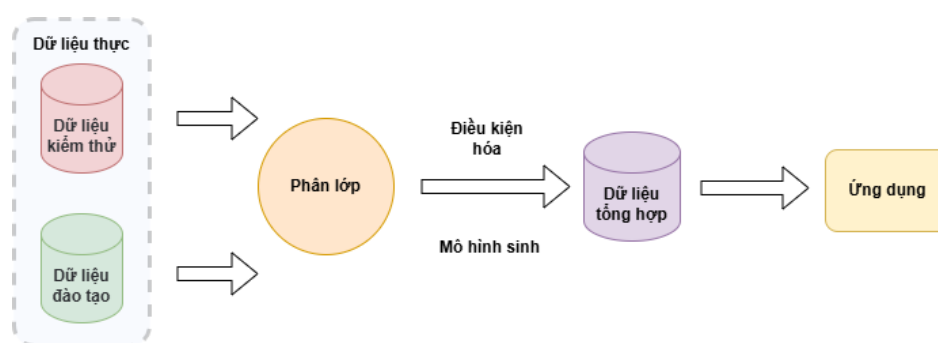 Dữ liệu thực
Dữ liệu
kiểm thử
Dữ liệu
đào tạo
Phân lớp
Điều kiện
hóa
Mô hình sinh
Dữ liệu
tổng hợp
Ứng dụng